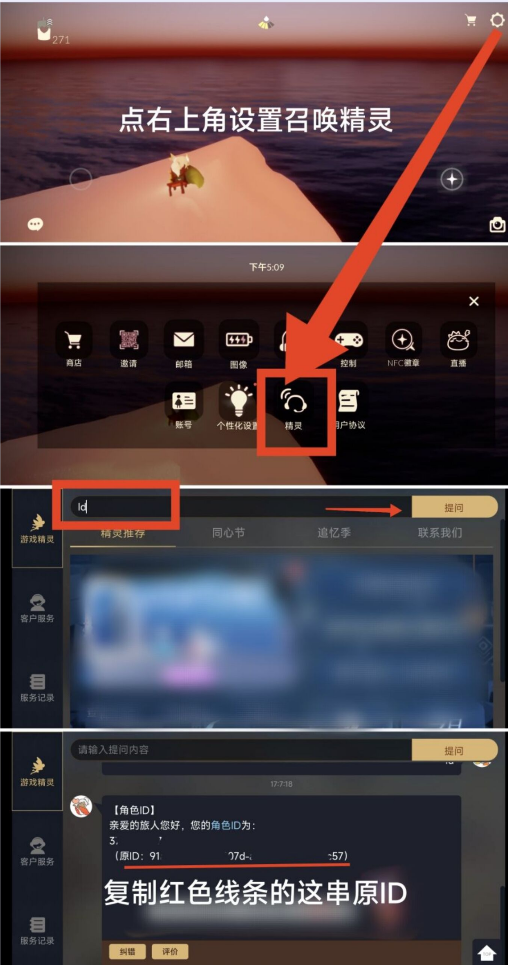 271
点右上角设置召唤精灵
下午5:09
商店
邀请
邮箱
图像
控制
NFC徽章
直播
账号
个性化设置
精灵
用户协议
Id
提问
游戏精灵
精灵推荐
同心节
追忆季
联系我们
客户服务
服务记录
请输入提问内容
提问
游戏精灵
17:7:18
【角色ID】
亲爱的旅人您好，您的角色ID为：
3.
（原ID：91 07d- :57）
客户服务
复制红色线条的这串原ID
服务记录
纠错
评价